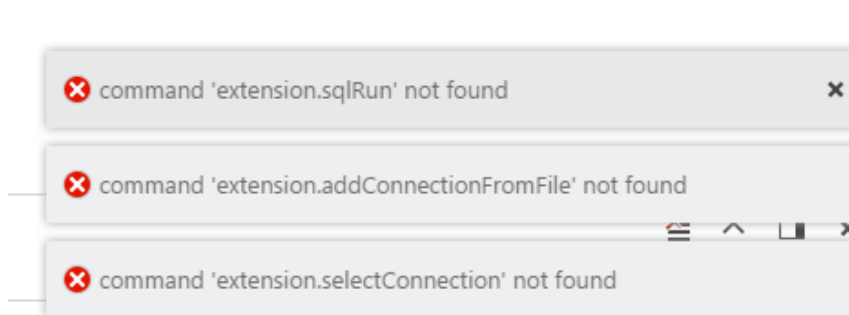 command 'extension.sqlRun' not found
command 'extension.addConnectionFromFile' not found
command 'extension.selectConnection' not found